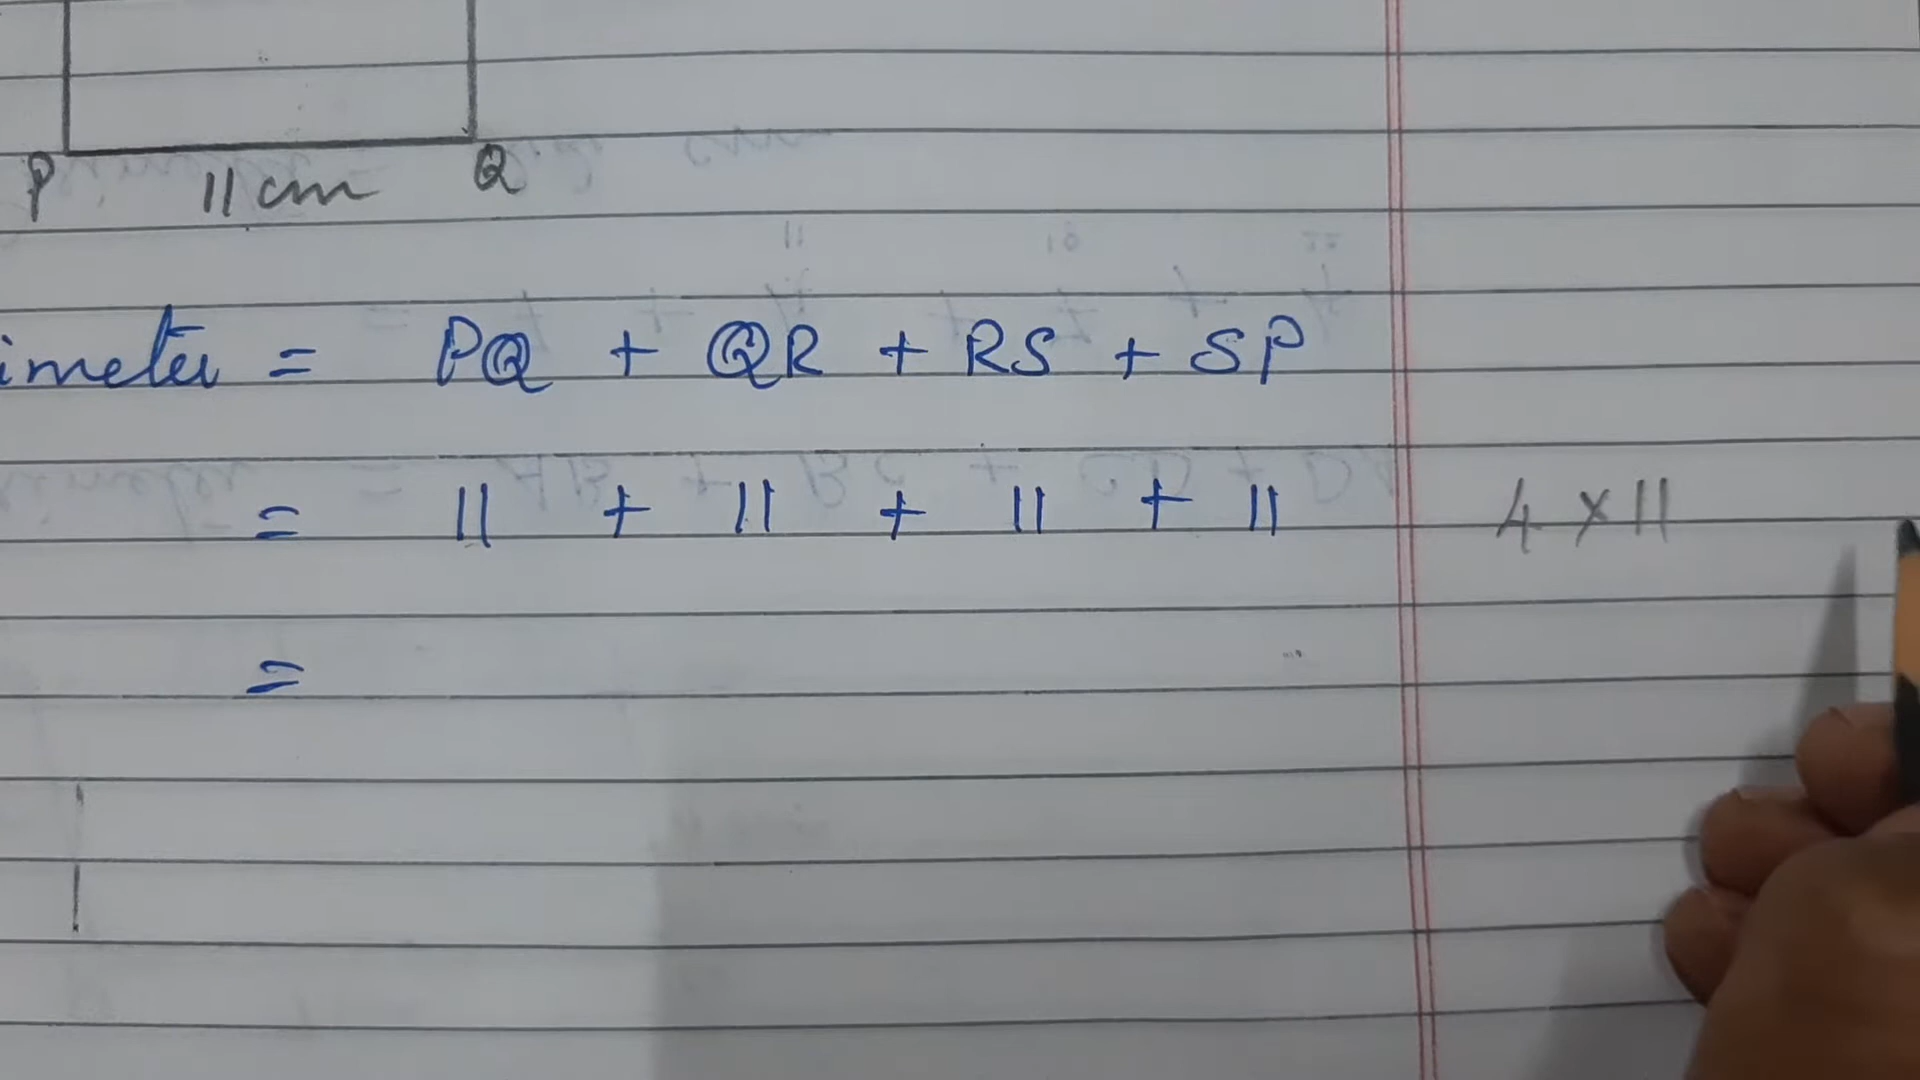 P 11 cm Q
imeter = PQ + QR + RS + SP
= 11 + 11 + 11 + 11 4 × 11
=